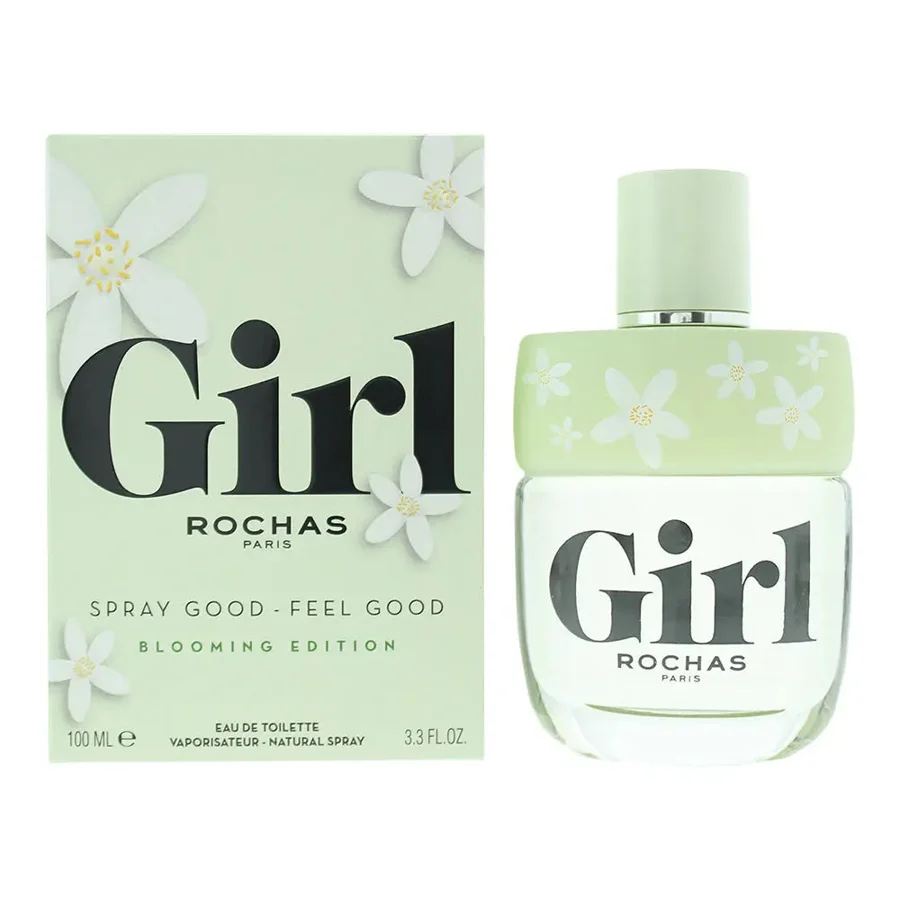 Girl
ROCHAS
PARIS
SPRAY GOOD - FEEL GOOD
BLOOMING EDITION
100 ML e
EAU DE TOILETTE
VAPORISATEUR - NATURAL SPRAY
3.3 FL.OZ.
Girl
ROCHAS
PARIS